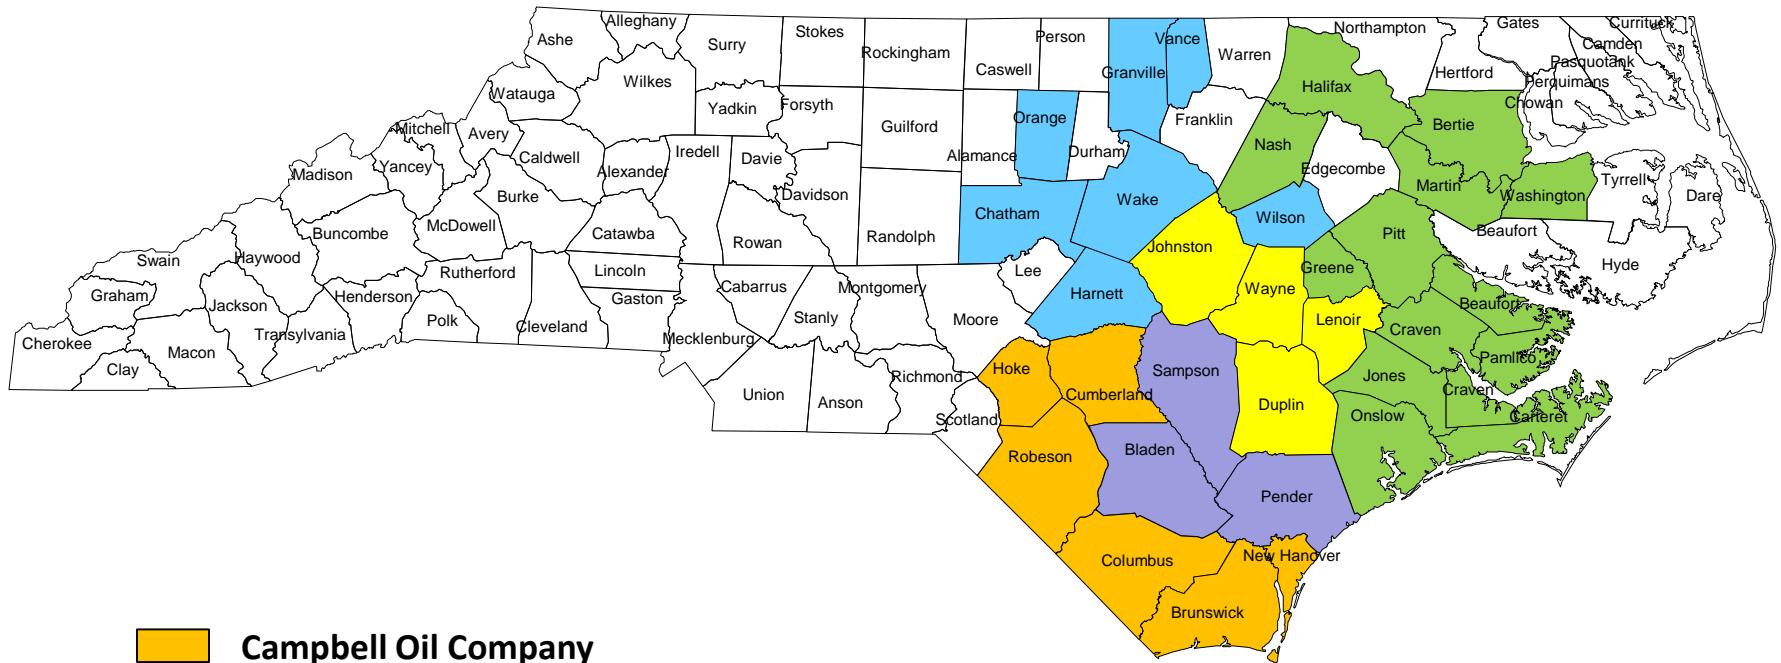 Alleghany
Ashe
Surry
Stokes
Rockingham
Person
Caswell
Granville
Vance
Warren
Northampton
Gates
Currituck
Camden
Pasquotank
Perquimans
Chowan
Hertford
Halifax
Bertie
Wilkes
Watauga
Yadkin
Forsyth
Guilford
Alamance
Orange
Durham
Franklin
Nash
Edgecombe
Martin
Washington
Tyrrell
Dare
Mitchell
Avery
Yancey
Caldwell
Alexander
Iredell
Davie
Davidson
Madison
Burke
McDowell
Buncombe
Catawba
Rowan
Randolph
Chatham
Wake
Wilson
Johnston
Pitt
Beaufort
Hyde
Swain
Haywood
Rutherford
Lincoln
Gaston
Cabarrus
Montgomery
Lee
Harnett
Wayne
Greene
Lenoir
Beaufort
Craven
Graham
Jackson
Henderson
Polk
Cleveland
Transylvania
Mecklenburg
Stanly
Moore
Cherokee
Macon
Clay
Union
Anson
Richmond
Scotland
Hoke
Cumberland
Sampson
Duplin
Jones
Craven
Pamlico
Onslow
Carteret
Robeson
Bladen
Pender
Columbus
New Hanover
Brunswick
Campbell Oil Company